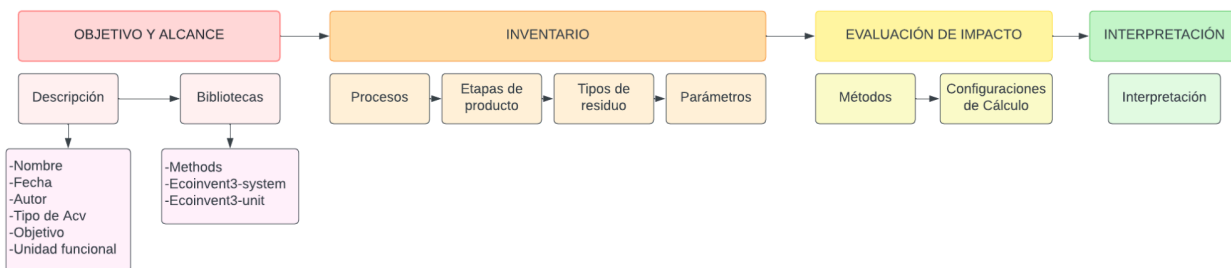 OBJETIVO Y ALCANCE
INVENTARIO
EVALUACIÓN DE IMPACTO
INTERPRETACIÓN
Descripción
Bibliotecas
Procesos
Etapas de
producto
Tipos de
residuo
Parámetros
Métodos
Configuraciones
de Cálculo
Interpretación
-Nombre
-Fecha
-Autor
-Tipo de Acv
-Objetivo
-Unidad funcional
-Methods
-Ecoinvent3-system
-Ecoinvent3-unit